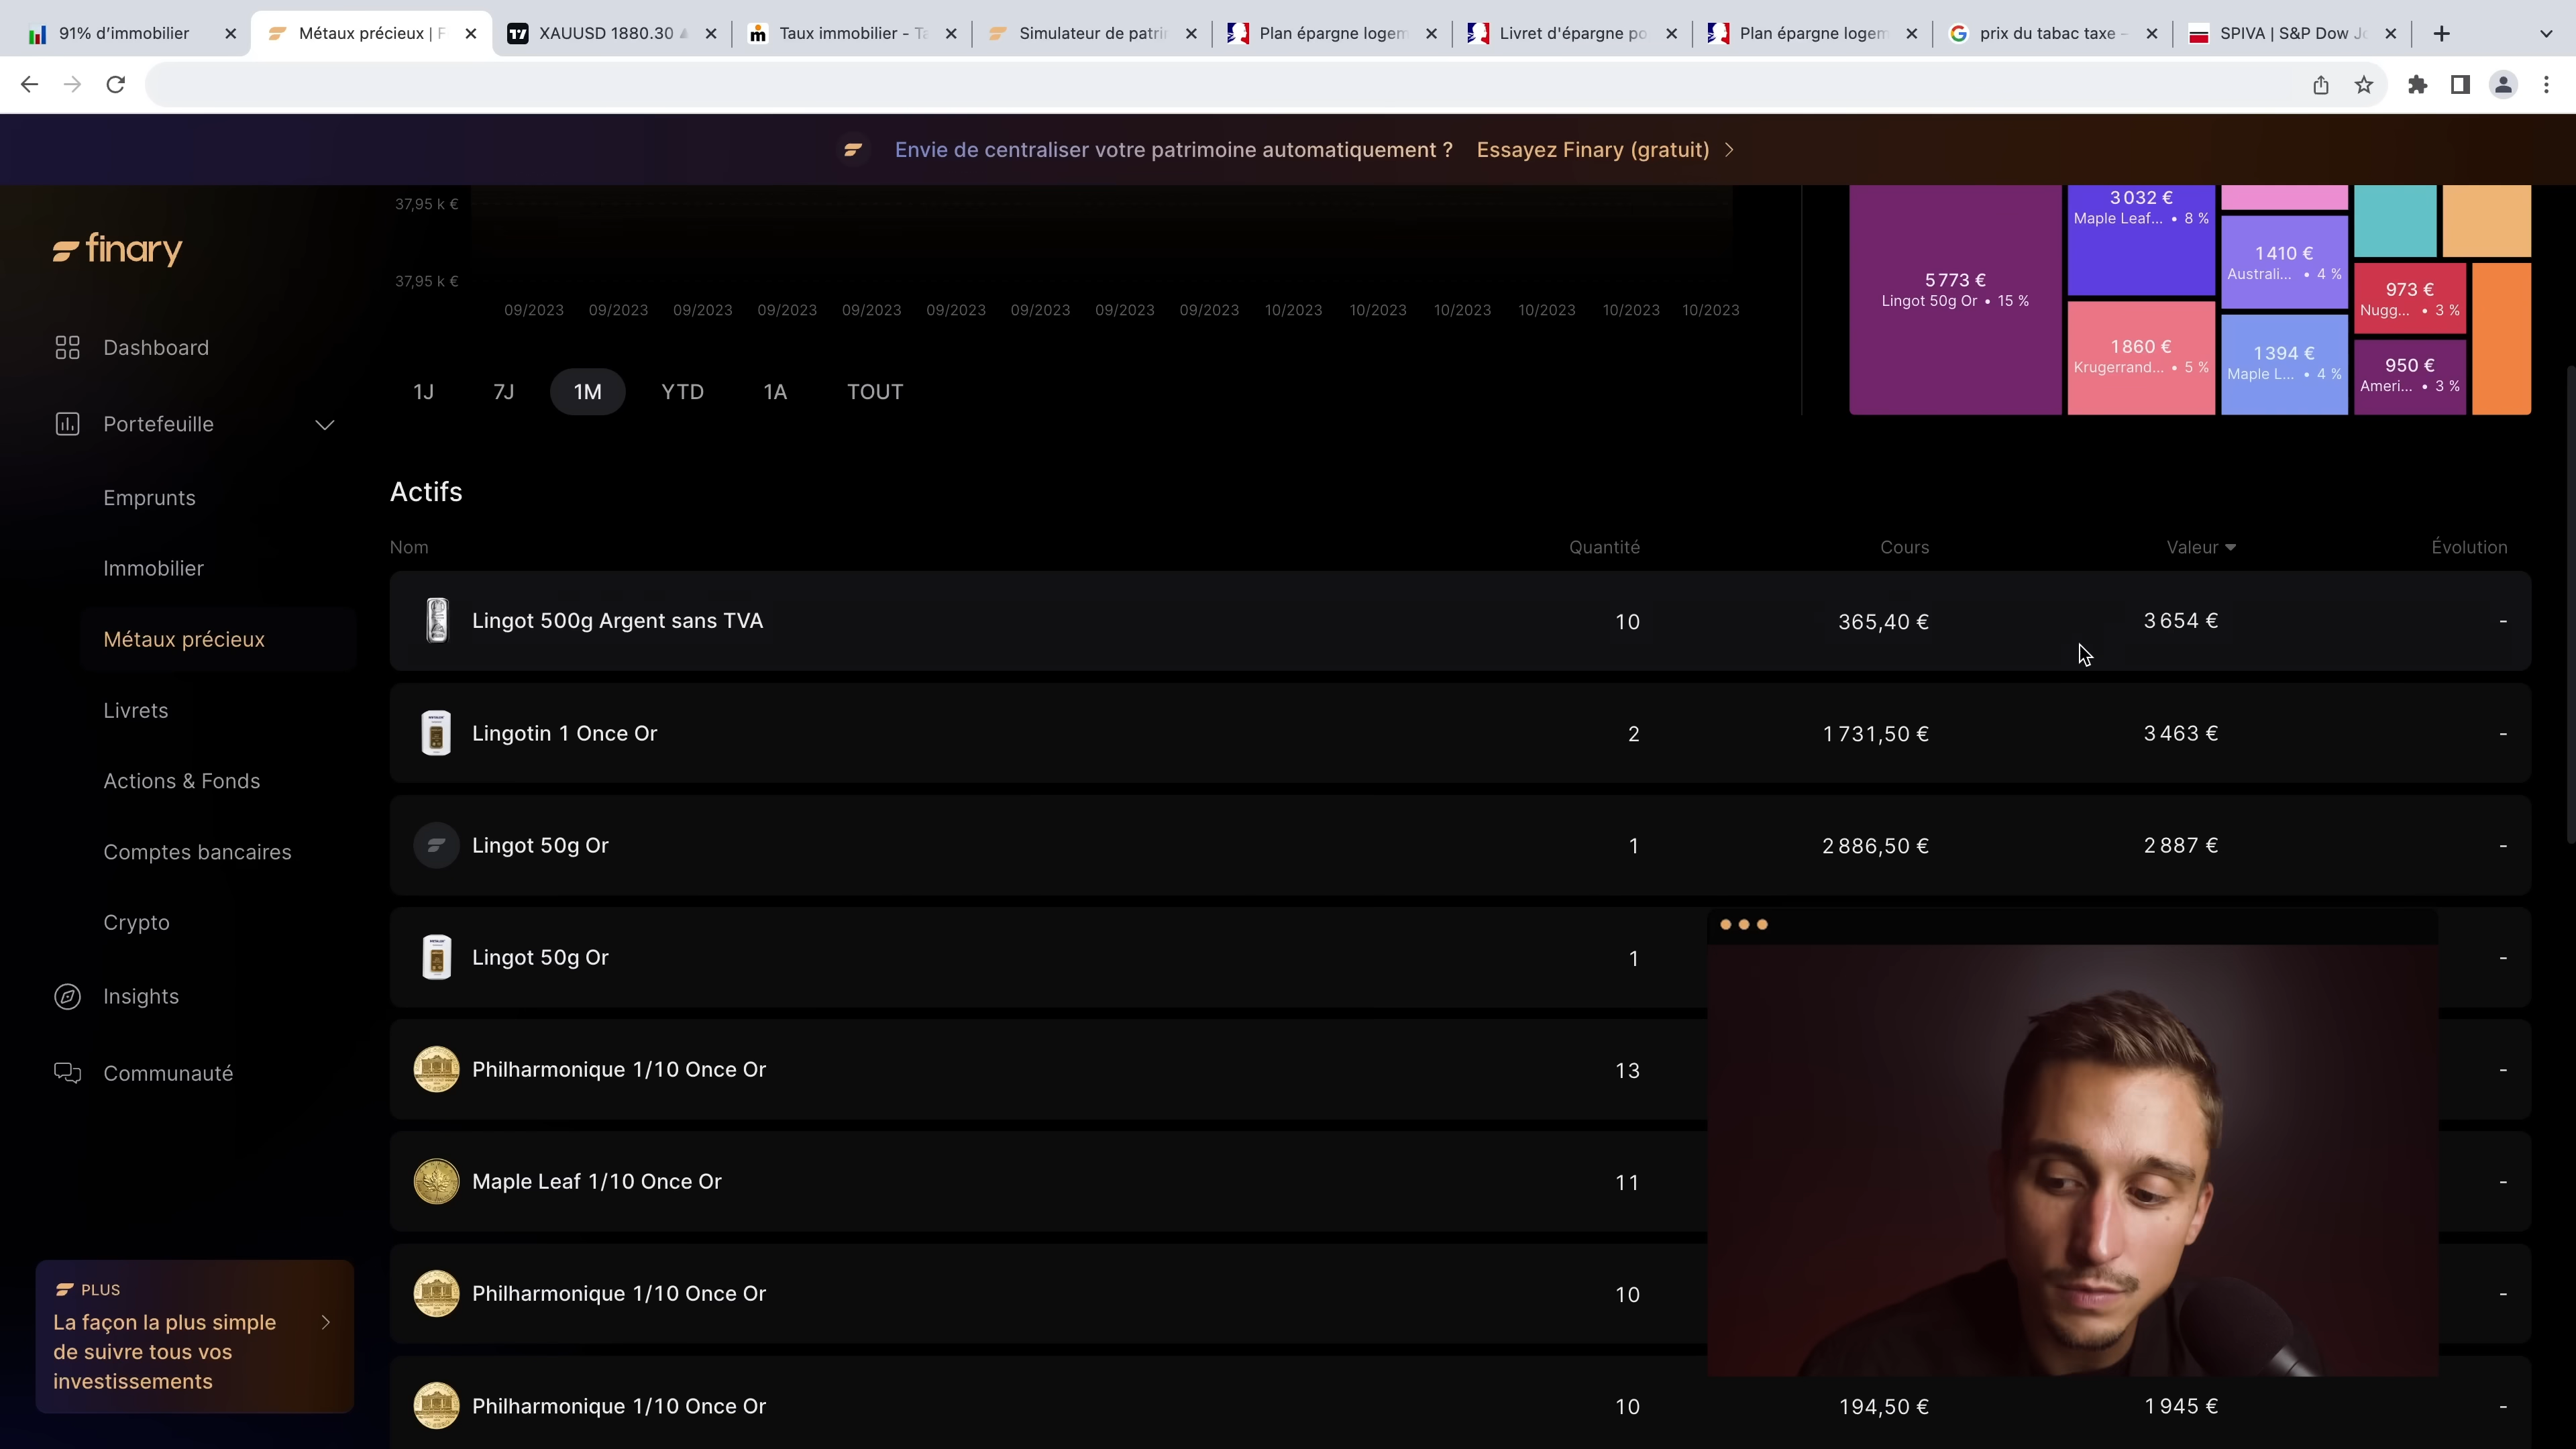 91% d'immobilier
Métaux précieux | F
XAUUSD 1880.30
Taux immobilier - Ta
Simulateur de patri
Plan épargne logem
Livret d'épargne po
Plan épargne logem
prix du tabac taxe -
SPIVA | S&P Dow Jo
Envie de centraliser votre patrimoine automatiquement ? Essayez Finary (gratuit)
finary
Dashboard
Portefeuille
Emprunts
Immobilier
Métaux précieux
Livrets
Actions & Fonds
Comptes bancaires
Crypto
Insights
Communauté
PLUS
La façon la plus simple
de suivre tous vos
investissements
37,95 k €
37,95 k €
09/2023 09/2023 09/2023 09/2023 09/2023 09/2023 09/2023 09/2023 09/2023 10/2023 10/2023 10/2023 10/2023 10/2023 10/2023
1J 7J 1M YTD 1A TOUT
5 773 €
Lingot 50g Or • 15 %
3 032 €
Maple Leaf... • 8 %
1 860 €
Krugerrand... • 5 %
1 410 €
Australi... • 4 %
1 394 €
Maple L... • 4 %
973 €
Nugg... • 3 %
950 €
Ameri... • 3 %
Actifs
Nom Quantité Cours Valeur Évolution
Lingot 500g Argent sans TVA 10 365,40 € 3 654 € -
Lingotin 1 Once Or 2 1 731,50 € 3 463 € -
Lingot 50g Or 1 2 886,50 € 2 887 € -
Lingot 50g Or 1 -
Philharmonique 1/10 Once Or 13 -
Maple Leaf 1/10 Once Or 11 -
Philharmonique 1/10 Once Or 10 -
Philharmonique 1/10 Once Or 10 194,50 € 1 945 € -